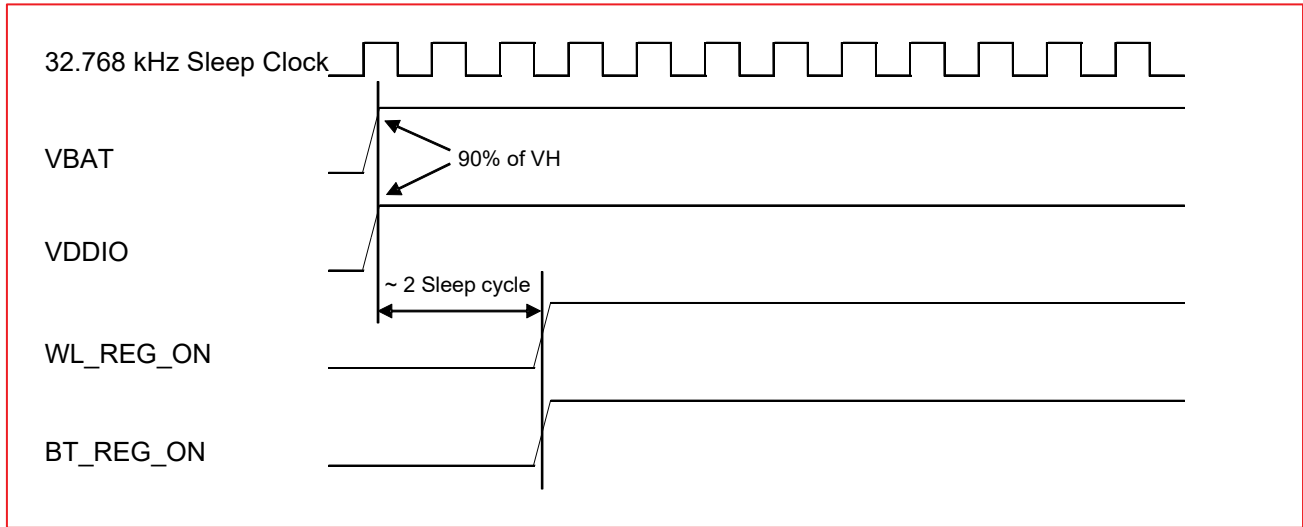 32.768 kHz Sleep Clock
VBAT
90% of VH
VDDIO
~ 2 Sleep cycle
WL_REG_ON
BT_REG_ON